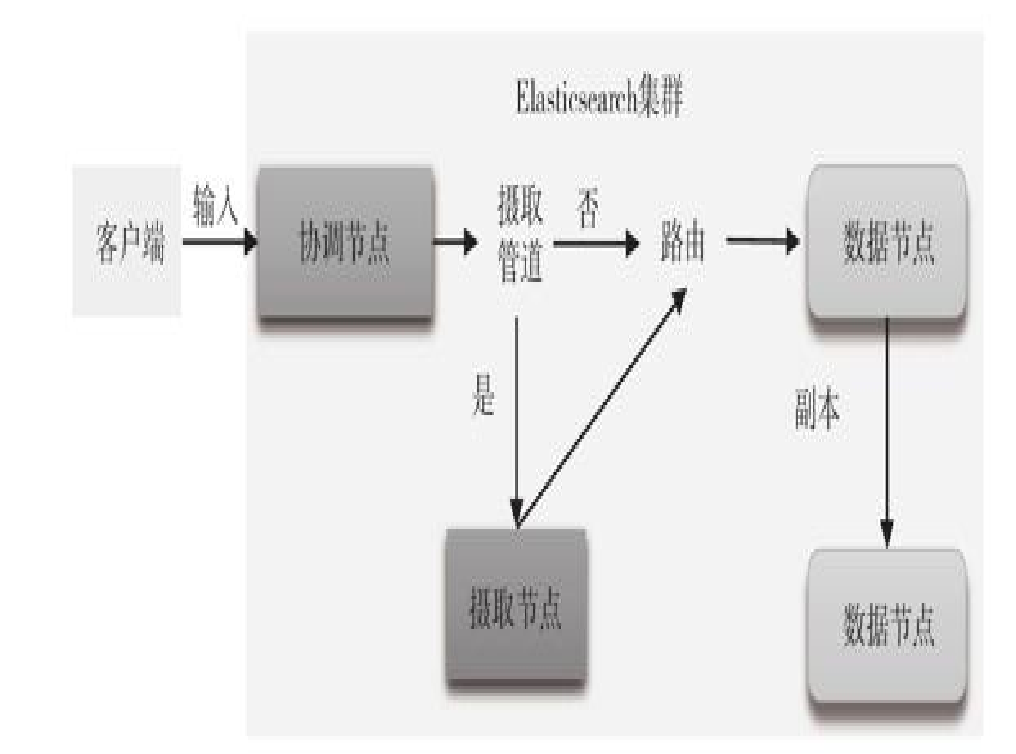 Elasticsearch集群
客户端
输入
协调节点
摄取
管道
否
路由
数据节点
是
副本
摄取节点
数据节点